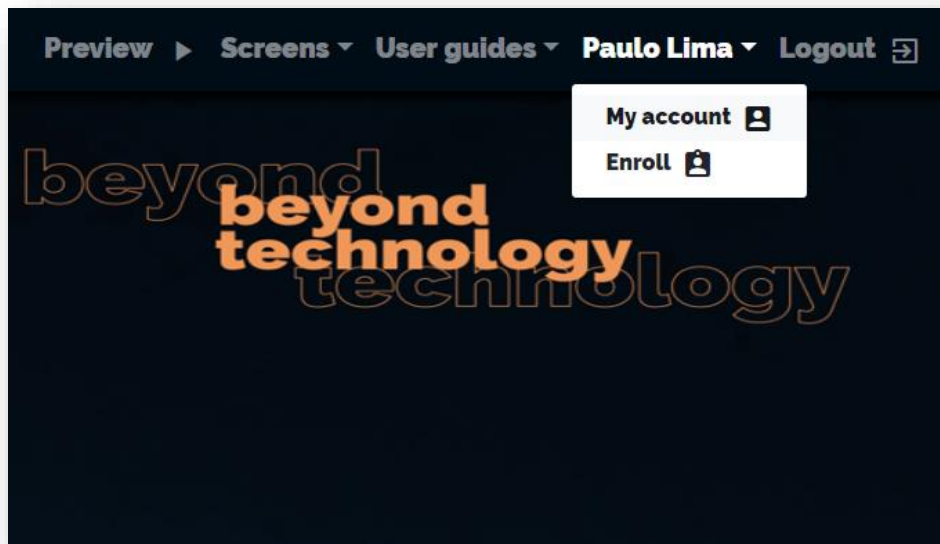 Preview Screens User guides Paulo Lima Logout
My account
Enroll
beyond
beyond
technology
technology